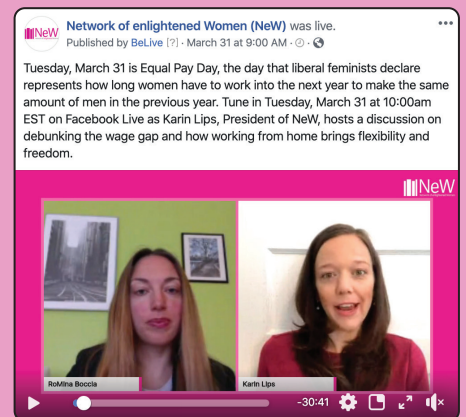 NeW
Network of enlightened Women (NeW) was live.
Published by BeLive [?] · March 31 at 9:00 AM ·
Tuesday, March 31 is Equal Pay Day, the day that liberal feminists declare
represents how long women have to work into the next year to make the same
amount of men in the previous year. Tune in Tuesday, March 31 at 10:00am
EST on Facebook Live as Karin Lips, President of NeW, hosts a discussion on
debunking the wage gap and how working from home brings flexibility and
freedom.
NeW
RoMina Boccia
Karin Lips
-30:41